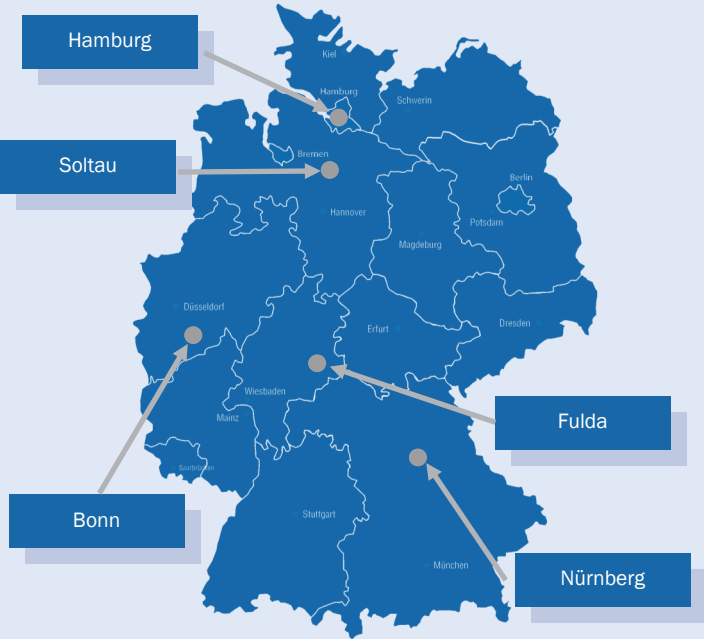 Hamburg
Kiel
Hamburg
Schwerin
Soltau
Bremen
Berlin
Hannover
Potsdam
Magdeburg
Düsseldorf
Erfurt
Dresden
Wiesbaden
Mainz
Fulda
Saarbrücken
Bonn
Stuttgart
München
Nürnberg